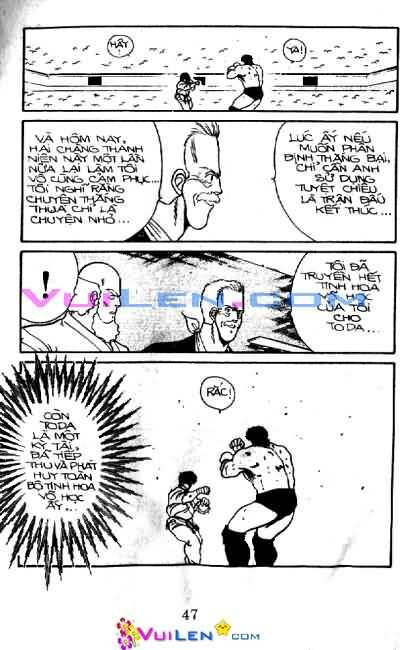 HÂY!
YA!
LÚC ẤY NẾU
MUỐN PHÂN
ĐỊNH THẮNG BẠI,
CHỈ CẦN ANH
SỬ DỤNG
TUYỆT CHIÊU
LÀ TRẬN ĐẤU
KẾT THÚC...
VÀ HÔM NAY,
HAI CHÀNG THANH
NIÊN NÀY MỘT LẦN
NỮA LẠI LÀM TÔI
VÔ CÙNG CẢM PHỤC...
TÔI NGHĨ RẰNG
CHUYỆN THẮNG
THUA CHỈ LÀ
CHUYỆN NHỎ...
TÔI ĐÃ
TRUYỀN HẾT
TINH HOA
VÕ HỌC
CỦA TÔI
CHO
TODA...
!
VUILEN.COM
CÒN
TODA
LÀ MỘT
KỲ TÀI,
ĐÃ TIẾP
THU VÀ PHÁT
HUY TOÀN
BỘ TINH HOA
VÕ HỌC
ẤY...
RẮC!
47
VUILEN.COM